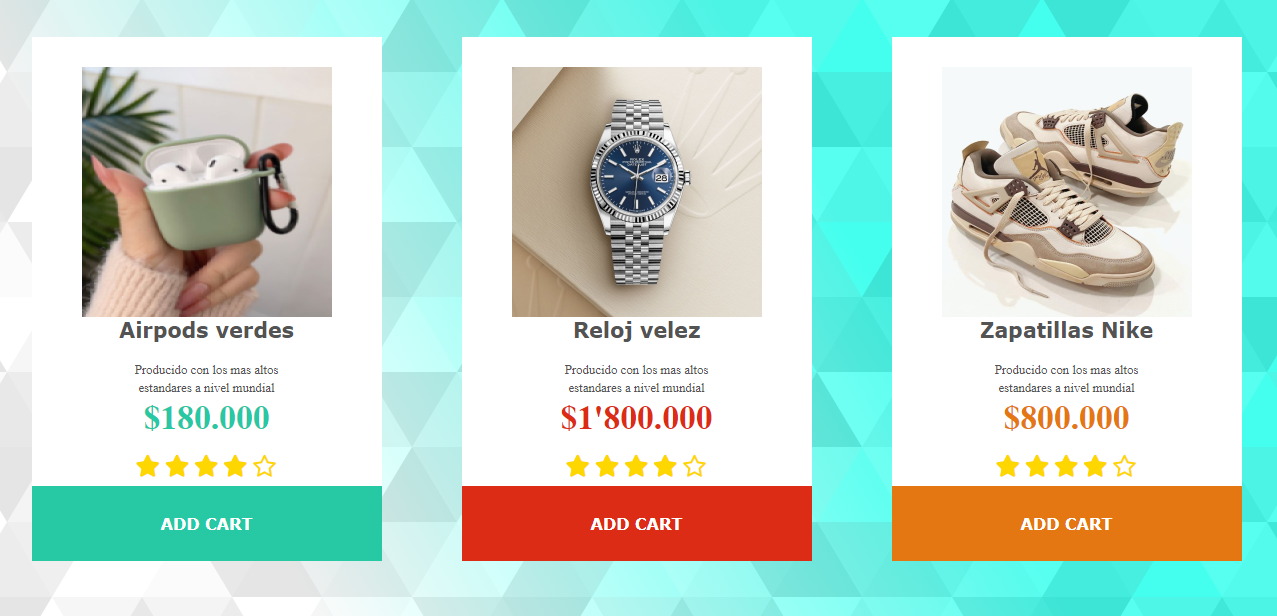 Airpods verdes
Producido con los mas altos
estandares a nivel mundial
$180.000
ADD CART
ROLEX
28
Reloj velez
Producido con los mas altos
estandares a nivel mundial
$1'800.000
ADD CART
Zapatillas Nike
Producido con los mas altos
estandares a nivel mundial
$800.000
ADD CART